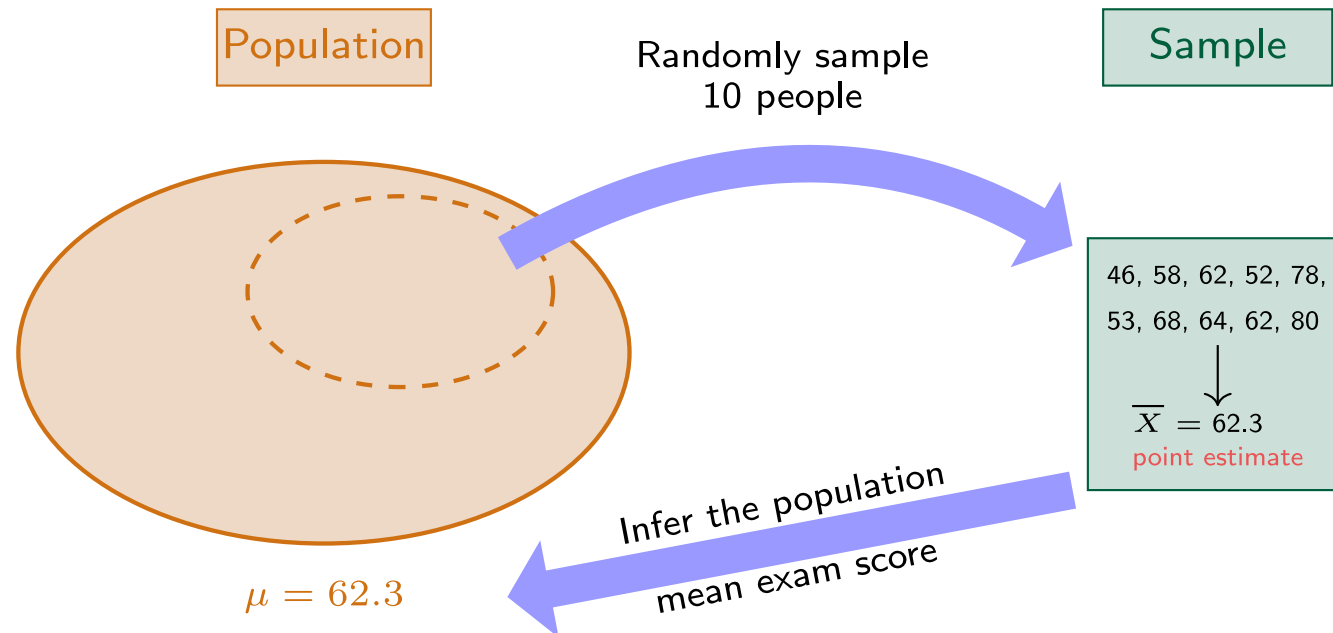 Population
Randomly sample
10 people
Sample
46, 58, 62, 52, 78,
53, 68, 64, 62, 80
X̅ = 62.3
point estimate
Infer the population
mean exam score
μ = 62.3